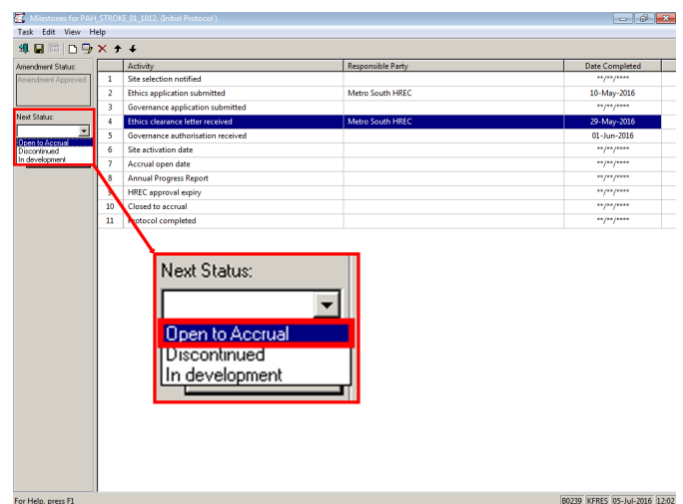 Milestones for PAH_STROKE_01_1012. (Initial Protocol )
Task Edit View Help
Amendment Status:
Amendment Approved
Next Status:
Open to Accrual
Discontinued
In development
Activity Responsible Party Date Completed
1 Site selection notified **/**/****
2 Ethics application submitted Metro South HREC 10-May-2016
3 Governance application submitted **/**/****
4 Ethics clearance letter received Metro South HREC 29-May-2016
5 Governance authorisation received 01-Jun-2016
6 Site activation date **/**/****
7 Accrual open date **/**/****
8 Annual Progress Report **/**/****
9 HREC approval expiry **/**/****
10 Closed to accrual **/**/****
11 Protocol completed **/**/****
Next Status:
Open to Accrual
Discontinued
In development
For Help, press F1
80239 KFRES 05-Jul-2016 12:02